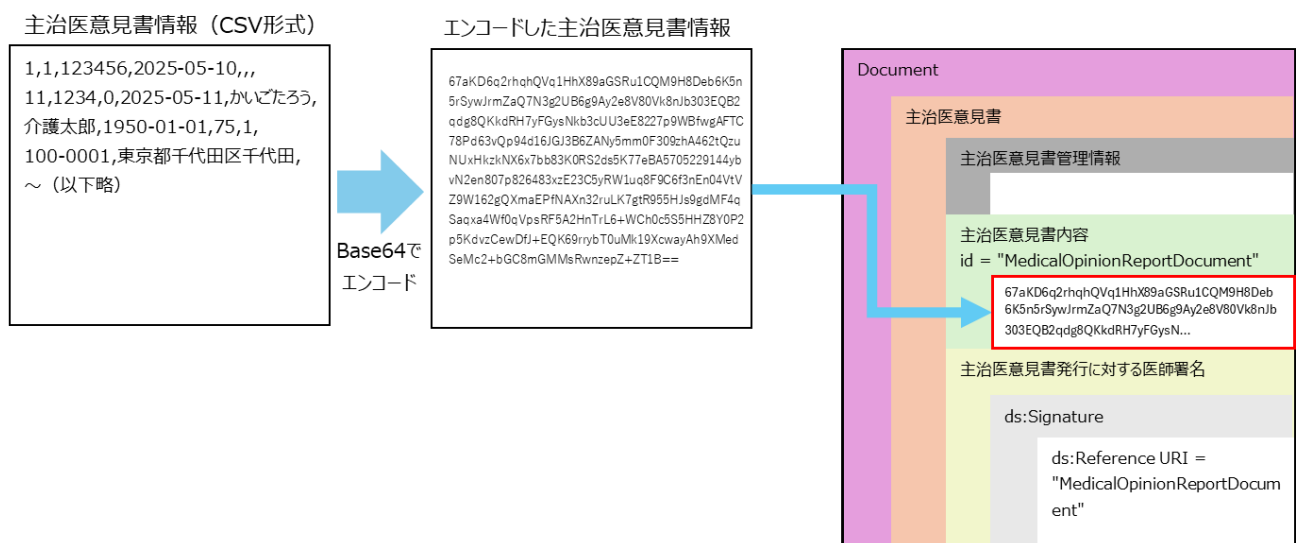 主治医意見書情報（CSV形式）
1,1,123456,2025-05-10,,,
11,1234,0,2025-05-11,かいごたろう,
介護太郎,1950-01-01,75,1,
100-0001,東京都千代田区千代田,
～（以下略）
Base64で
エンコード
エンコードした主治医意見書情報
67aKD6q2rhqhQVq1HhX89aGSRu1CQM9H8Deb6K5n
5rSywJrmZaQ7N3g2UB6g9Ay2e8V80Vk8nJb303EQB2
qdg8QKkdRH7yFGysNkb3cUU3eE8227p9WBfwgAFTC
78Pd63vQp94d16JGJ3B6ZANy5mm0F309zhA462tQzu
NUxHkzkNX6x7bb83K0RS2ds5K77eBA5705229144yb
vN2en807p826483xzE23C5yRW1uq8F9C6f3nEn04VtV
Z9W162gQXmaEPfNAXn32ruLK7gtR955HJs9gdMF4q
Saqxa4Wf0qVpsRF5A2HnTrL6+WCh0c5S5HHZ8Y0P2
p5KdvzCewDfJ+EQK69rrybT0uMk19XcwayAh9XMed
SeMc2+bGC8mGMMsRwnzepZ+ZT1B==
Document
主治医意見書
主治医意見書管理情報
主治医意見書内容
id = "MedicalOpinionReportDocument"
67aKD6q2rhqhQVq1HhX89aGSRu1CQM9H8Deb
6K5n5rSywJrmZaQ7N3g2UB6g9Ay2e8V80Vk8nJb
303EQB2qdg8QKkdRH7yFGysN...
主治医意見書発行に対する医師署名
ds:Signature
ds:Reference URI =
"MedicalOpinionReportDocum
ent"